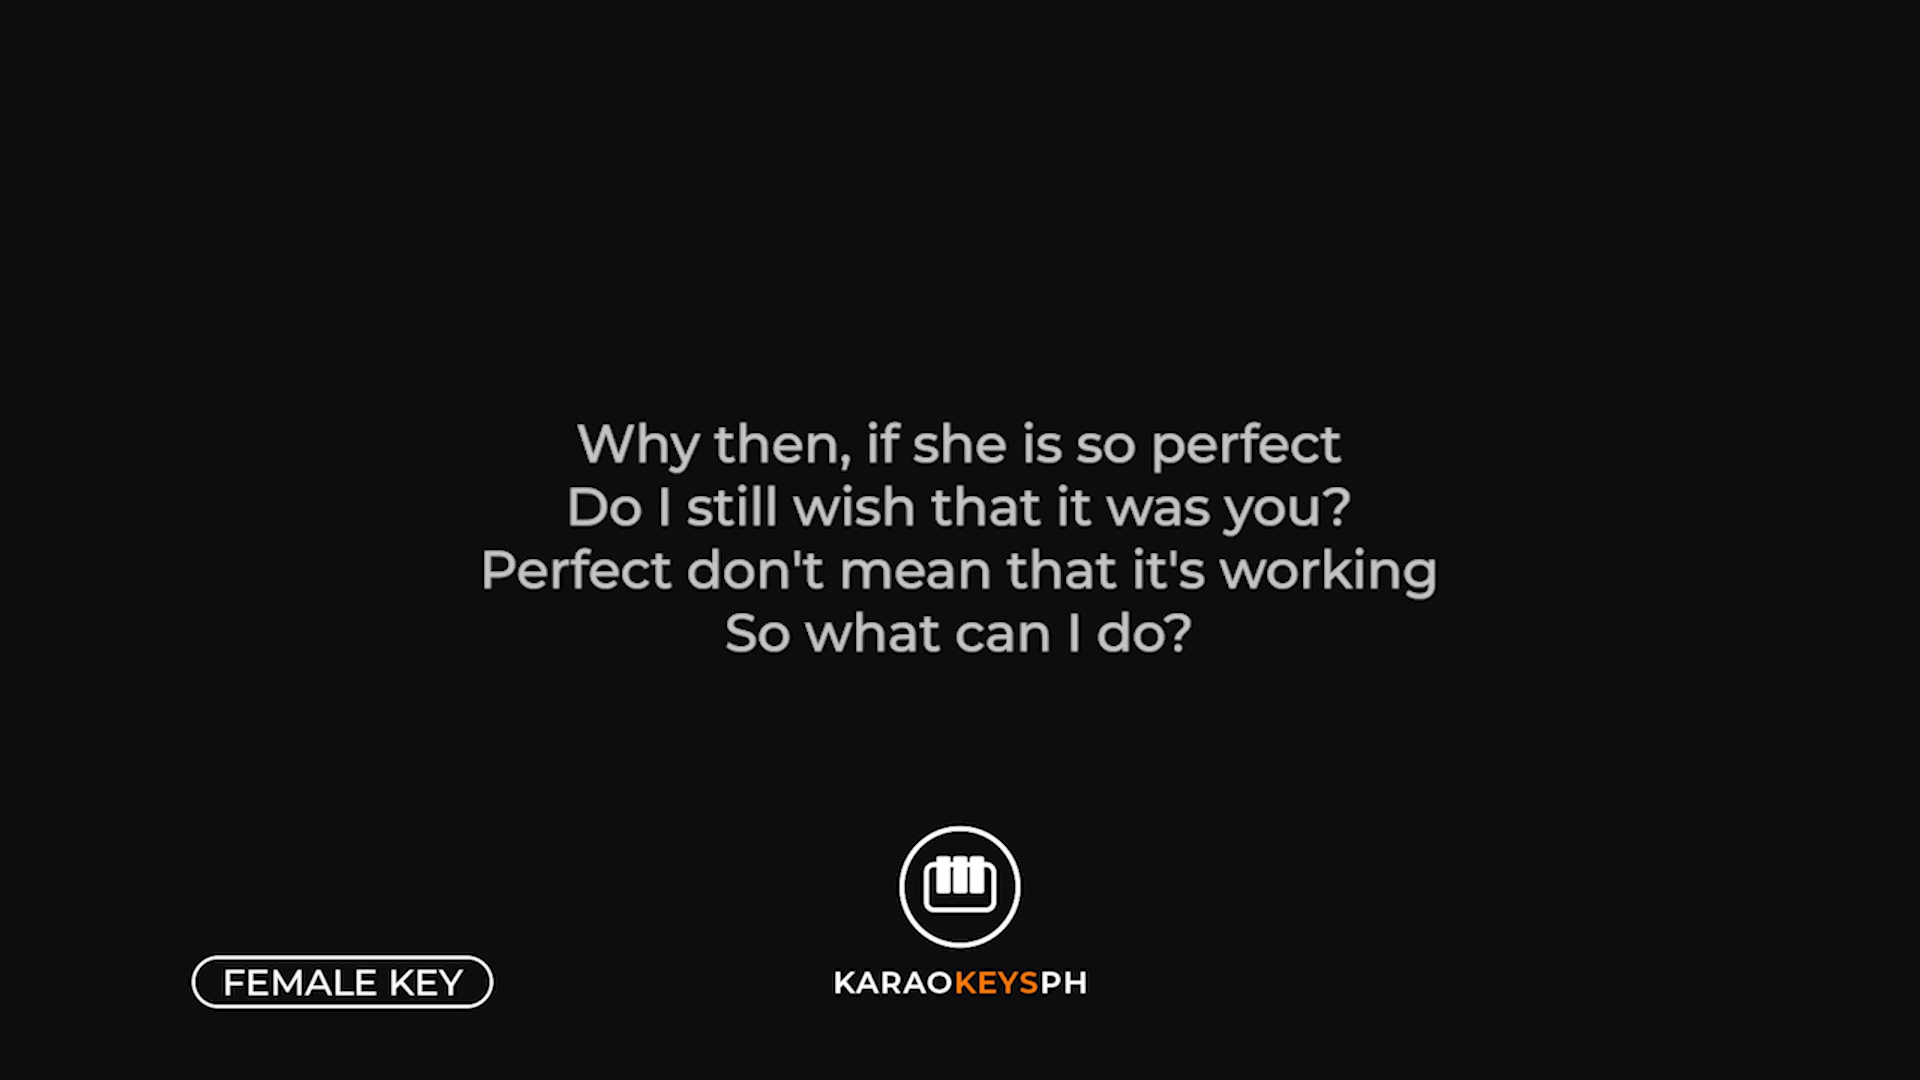 Why then, if she is so perfect
Do I still wish that it was you?
Perfect don't mean that it's working
So what can I do?
FEMALE KEY
KARAOKEYSPH